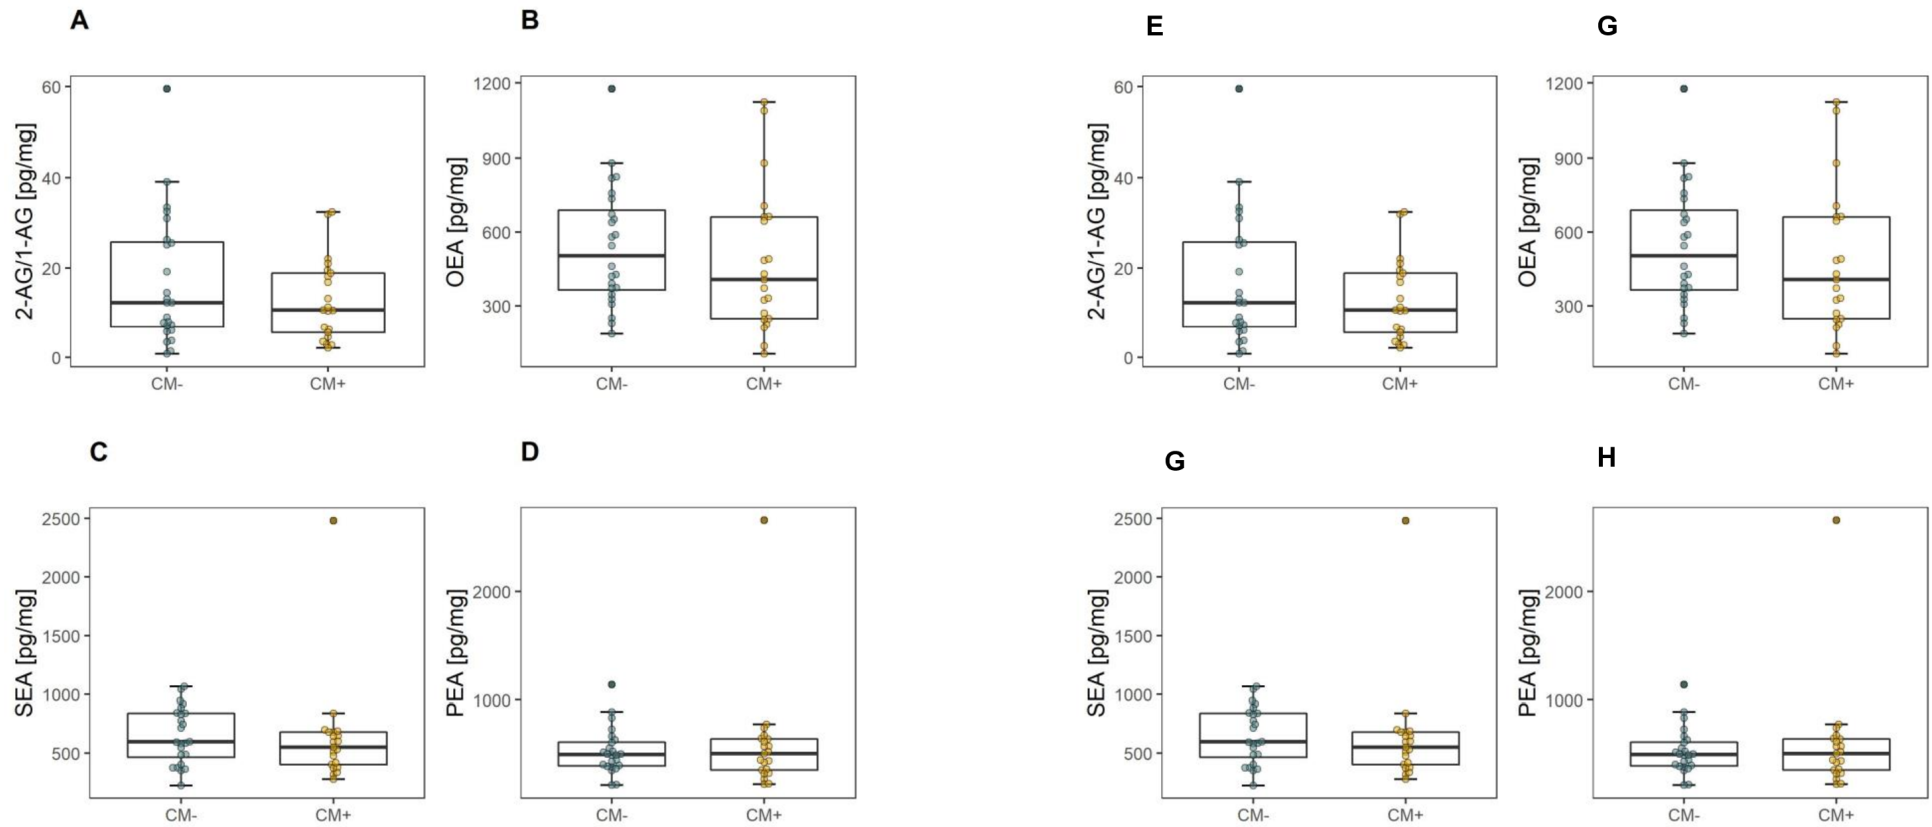 A
B
E
G
2-AG/1-AG [pg/mg]
60
40
20
0
CM-
CM+
OEA [pg/mg]
1200
900
600
300
CM-
CM+
2-AG/1-AG [pg/mg]
60
40
20
0
CM-
CM+
OEA [pg/mg]
1200
900
600
300
CM-
CM+
C
D
G
H
SEA [pg/mg]
2500
2000
1500
1000
500
CM-
CM+
PEA [pg/mg]
2000
1000
CM-
CM+
SEA [pg/mg]
2500
2000
1500
1000
500
CM-
CM+
PEA [pg/mg]
2000
1000
CM-
CM+